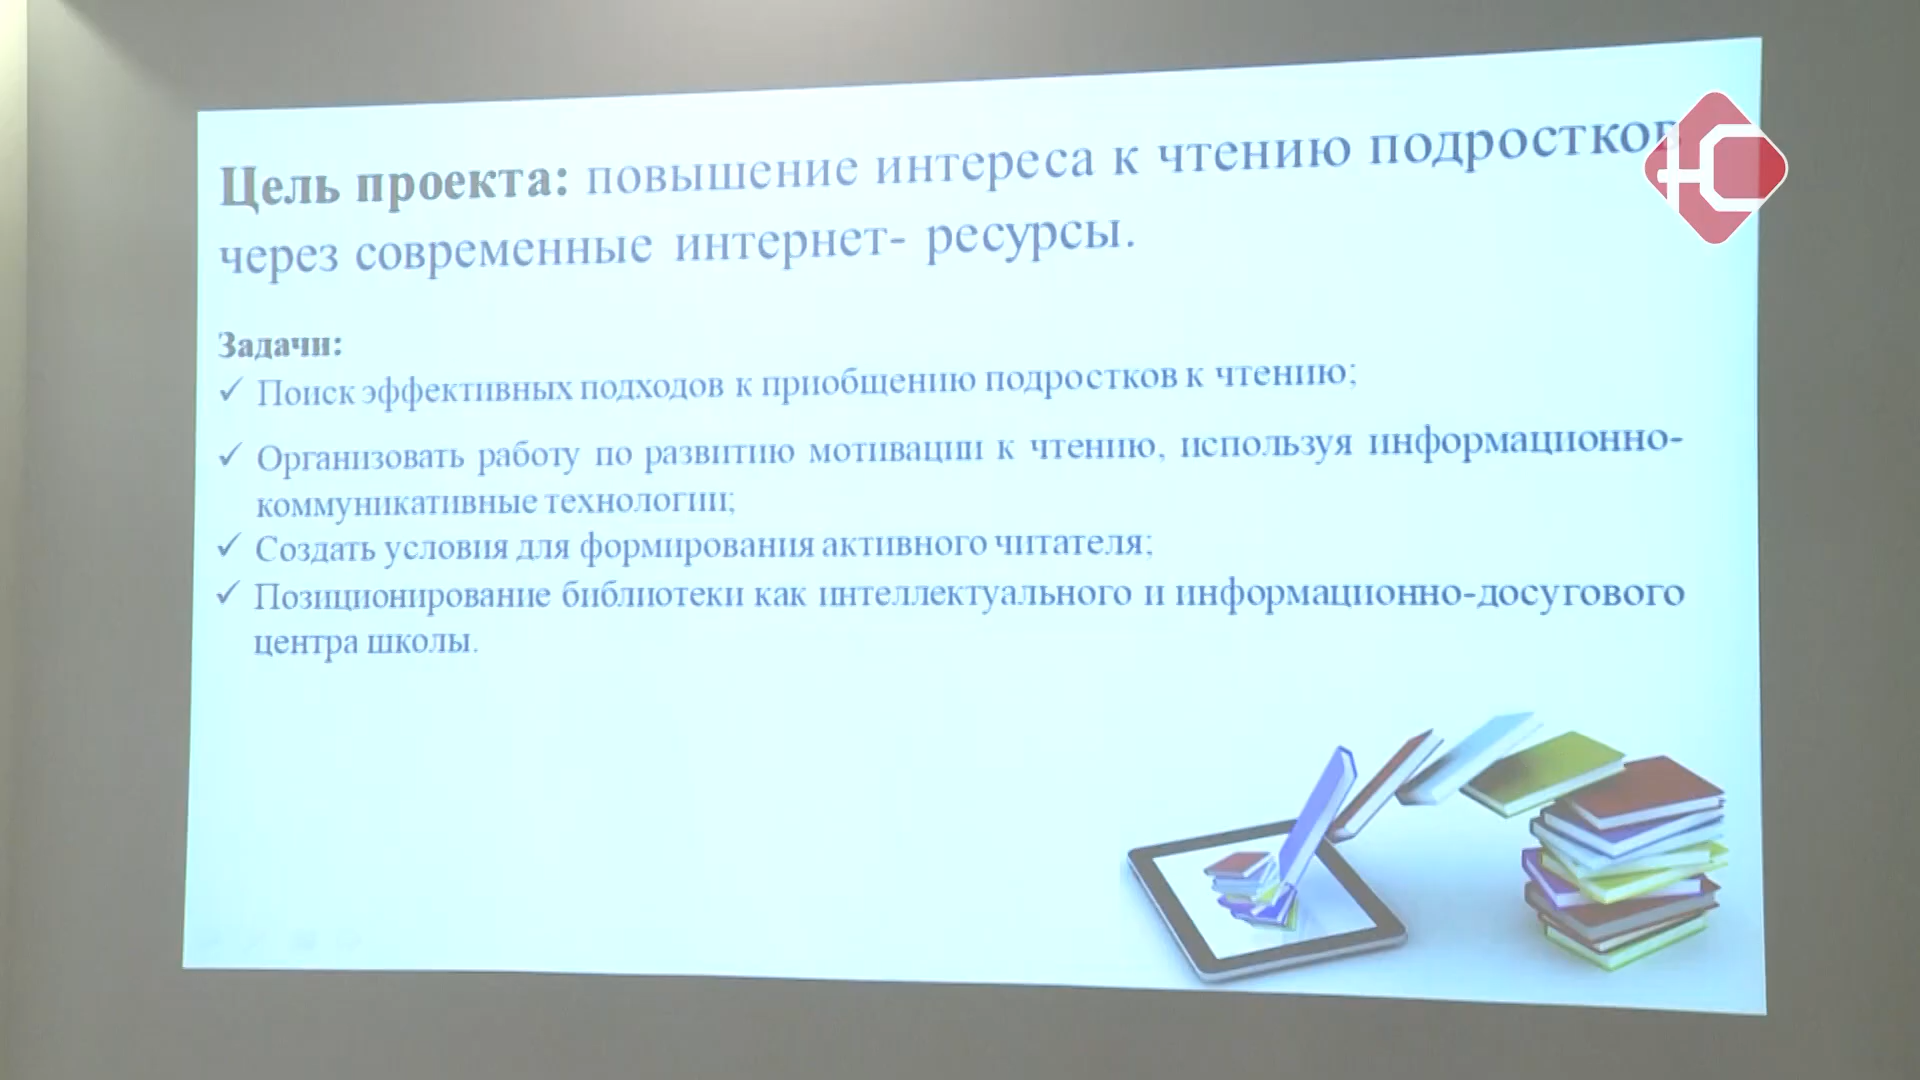 Цель проекта: повышение интереса к чтению подростков
через современные интернет- ресурсы.
Задачи:
✓ Поиск эффективных подходов к приобщению подростков к чтению;
✓ Организовать работу по развитию мотивации к чтению, используя информационно-
коммуникативные технологии;
✓ Создать условия для формирования активного читателя;
✓ Позиционирование библиотеки как интеллектуального и информационно-досугового
центра школы.